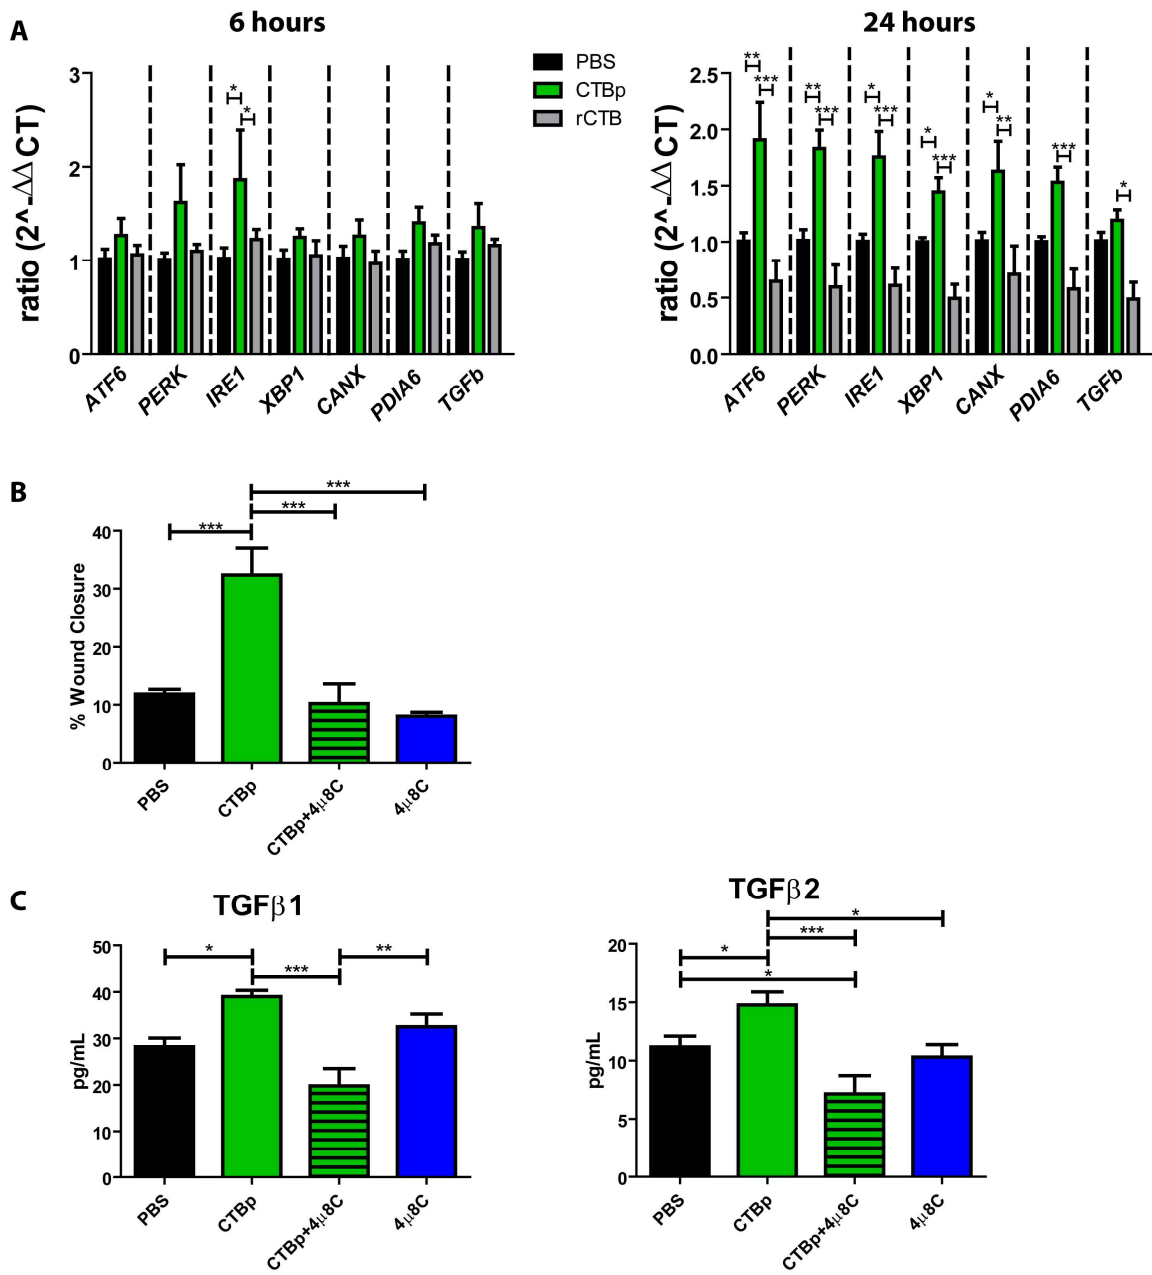 A
6 hours
24 hours
PBS
CTBp
rCTB
ratio (2^-ΔΔCT)
3
2
1
0
* *
ATF6 PERK IRE1 XBP1 CANX PDIA6 TGFb
ratio (2^-ΔΔCT)
2.5
2.0
1.5
1.0
0.5
0.0
** *** ** *** * *** * *** * ** *** *
ATF6 PERK IRE1 XBP1 CANX PDIA6 TGFb
B
***
***
***
% Wound Closure
40
30
20
10
0
PBS CTBp CTBp+4μ8C 4μ8C
C
TGFβ1
* **
***
pg/mL
50
40
30
20
10
0
PBS CTBp CTBp+4μ8C 4μ8C
TGFβ2
*
***
*
*
pg/mL
20
15
10
5
0
PBS CTBp CTBp+4μ8C 4μ8C